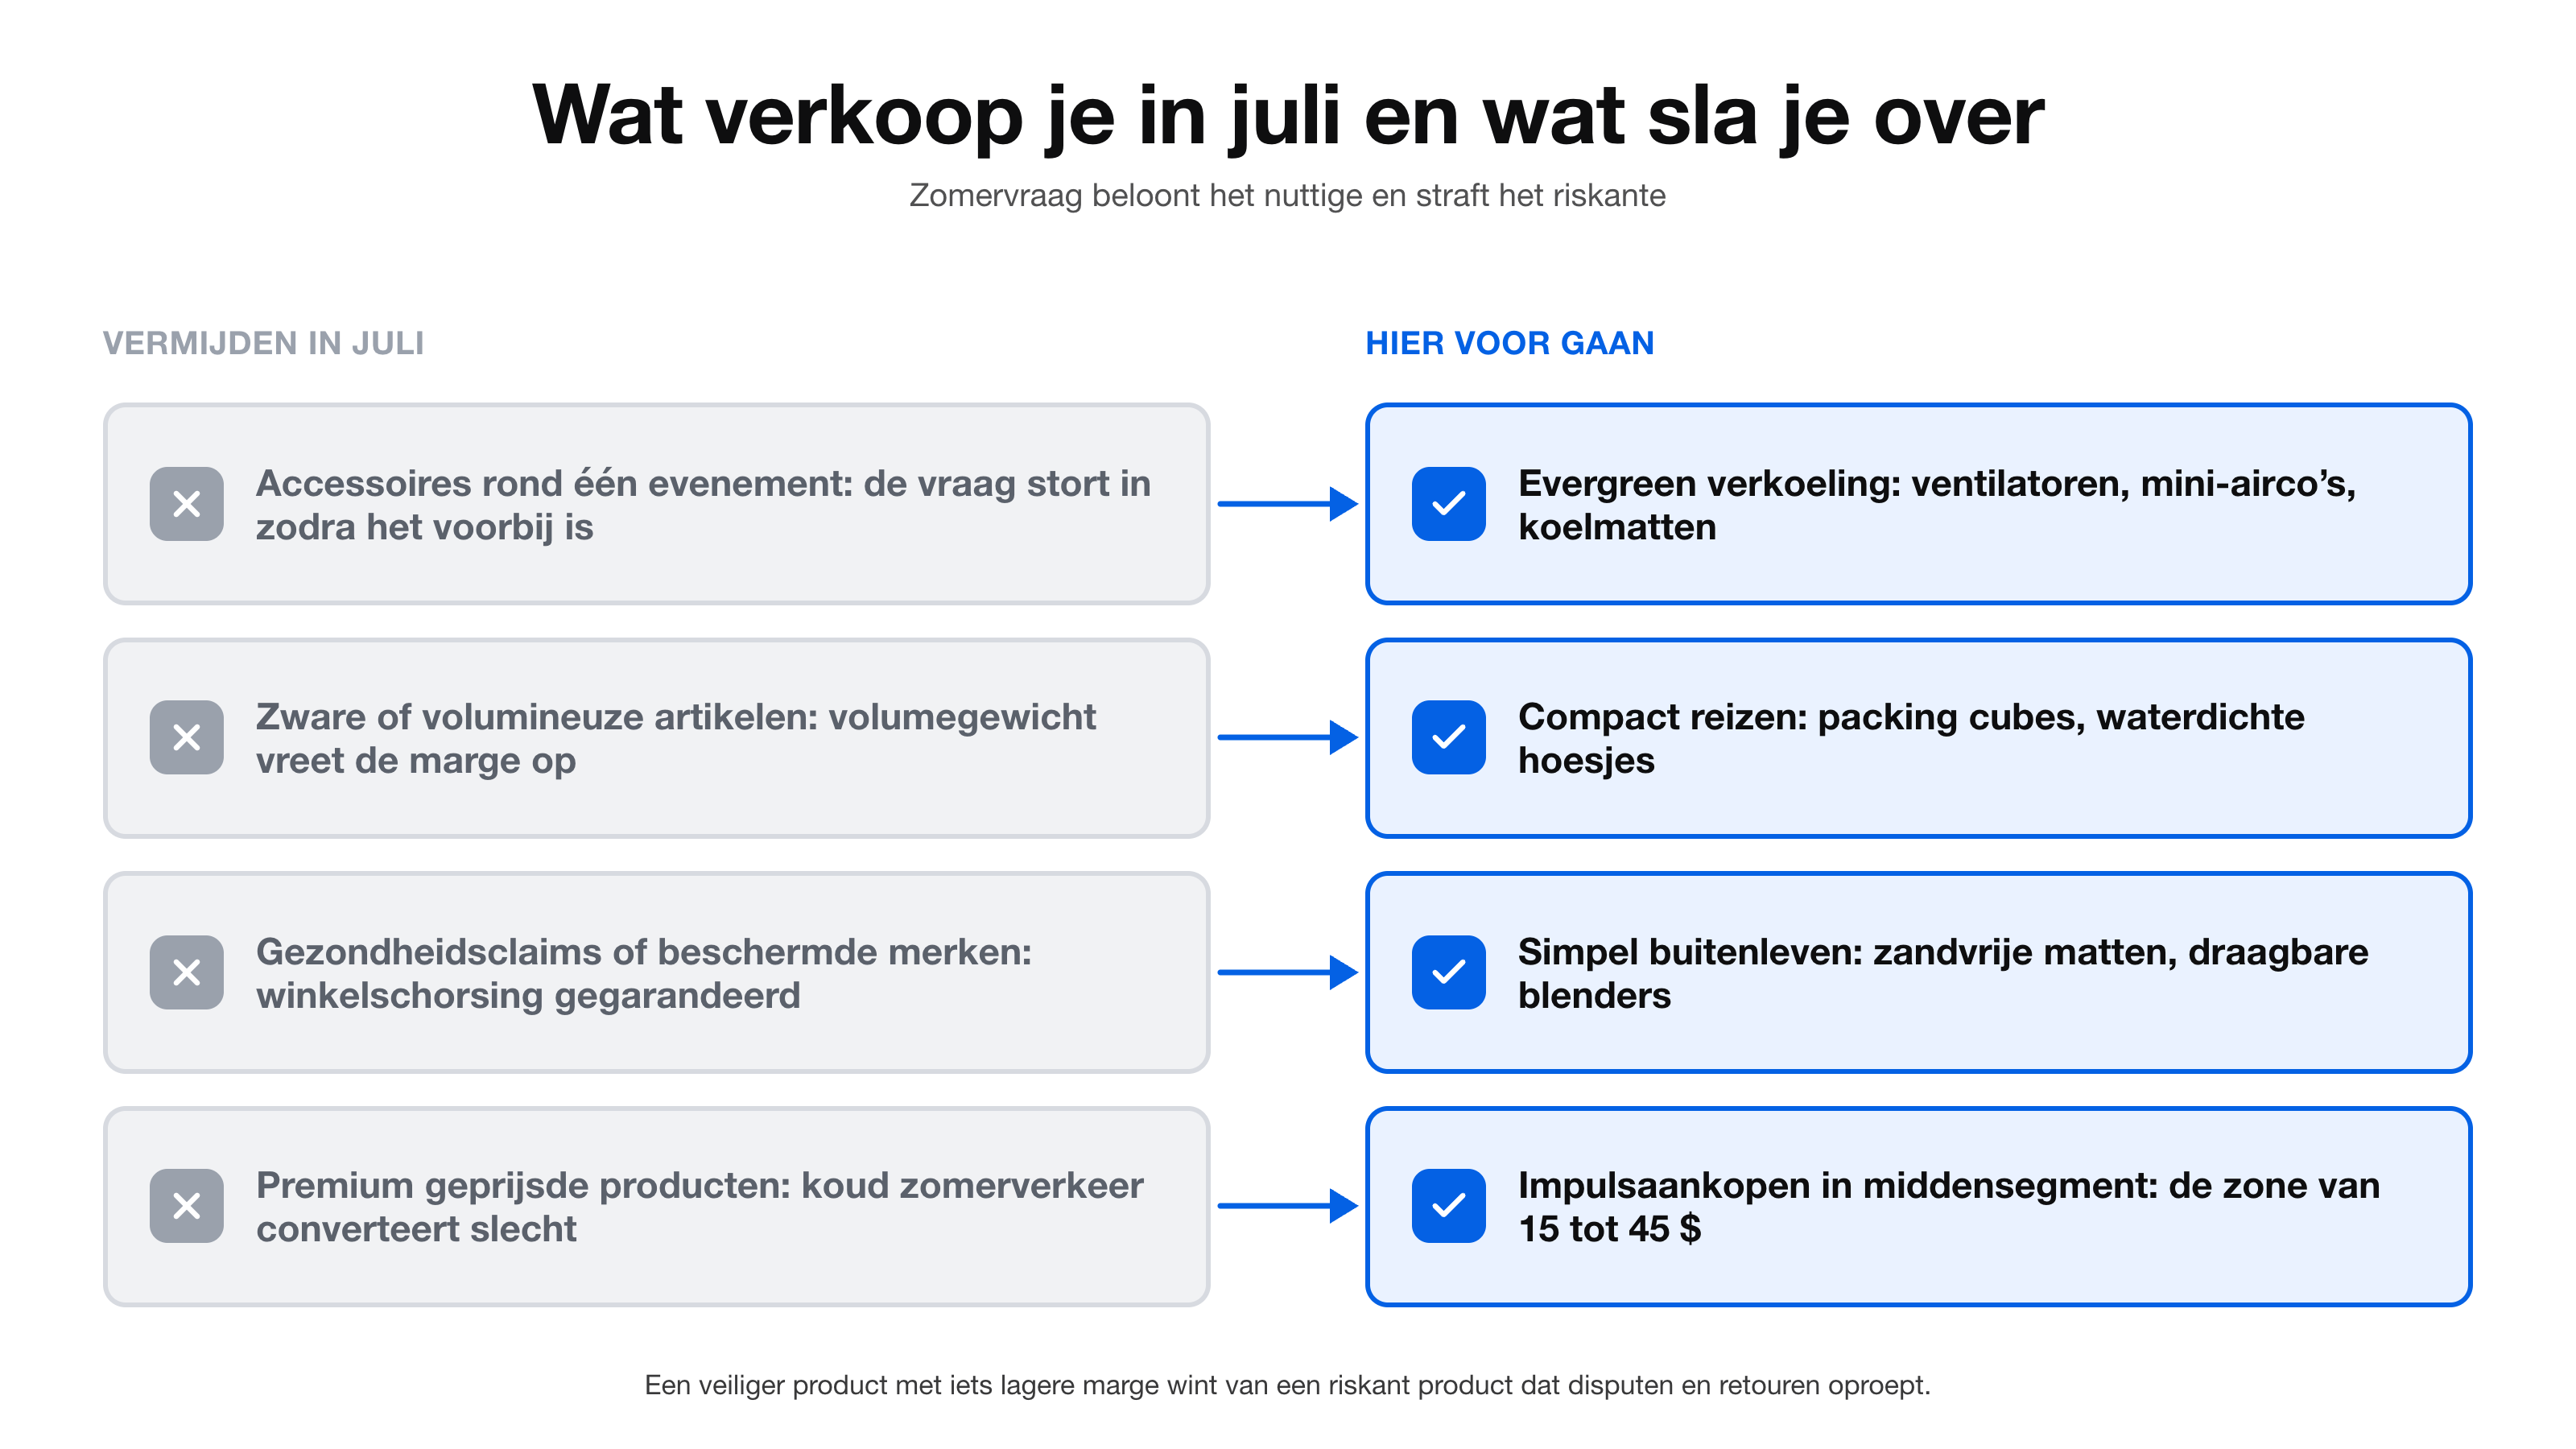 Wat verkoop je in juli en wat sla je over
Zomervraag beloont het nuttige en straft het riskante
VERMIJDEN IN JULI
HIER VOOR GAAN
Accessoires rond één evenement: de vraag stort in
zodra het voorbij is
Evergreen verkoeling: ventilatoren, mini-airco’s,
koelmatten
Zware of volumineuze artikelen: volumegewicht
vreet de marge op
Compact reizen: packing cubes, waterdichte
hoesjes
Gezondheidsclaims of beschermde merken:
winkelschorsing gegarandeerd
Simpel buitenleven: zandvrije matten, draagbare
blenders
Premium geprijsde producten: koud zomerverkeer
converteert slecht
Impulsaankopen in middensegment: de zone van
15 tot 45 $
Een veiliger product met iets lagere marge wint van een riskant product dat disputen en retouren oproept.